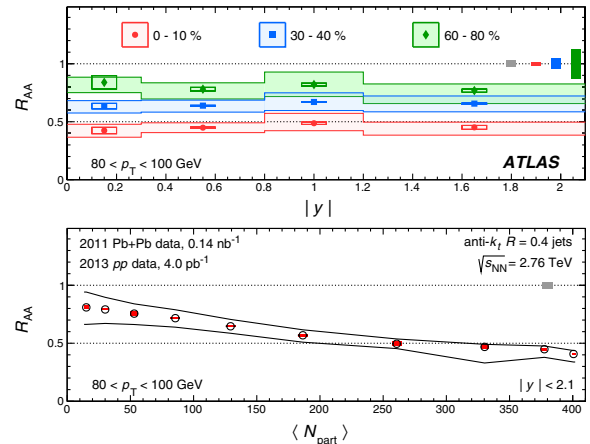 0 - 10 %
30 - 40 %
60 - 80 %
R_AA
1
0.5
0
80 < p_T < 100 GeV
ATLAS
0 0.2 0.4 0.6 0.8 1 1.2 1.4 1.6 1.8 2
| y |
2011 Pb+Pb data, 0.14 nb⁻¹
2013 pp data, 4.0 pb⁻¹
anti-k_t R = 0.4 jets
√s_NN = 2.76 TeV
R_AA
1
0.5
0
80 < p_T < 100 GeV
| y | < 2.1
0 50 100 150 200 250 300 350 400
⟨ N_part ⟩